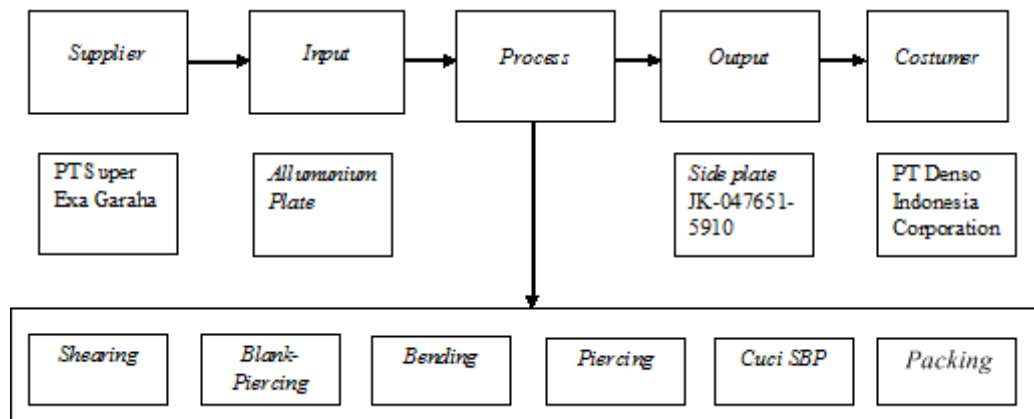 Supplier
Input
Process
Output
Costumer
PT Super
Exa Garaha
Allumunium
Plate
Side plate
JK-047651-
5910
PT Denso
Indonesia
Corporation
Shearing
Blank-
Piercing
Bending
Piercing
Cuci SBP
Packing